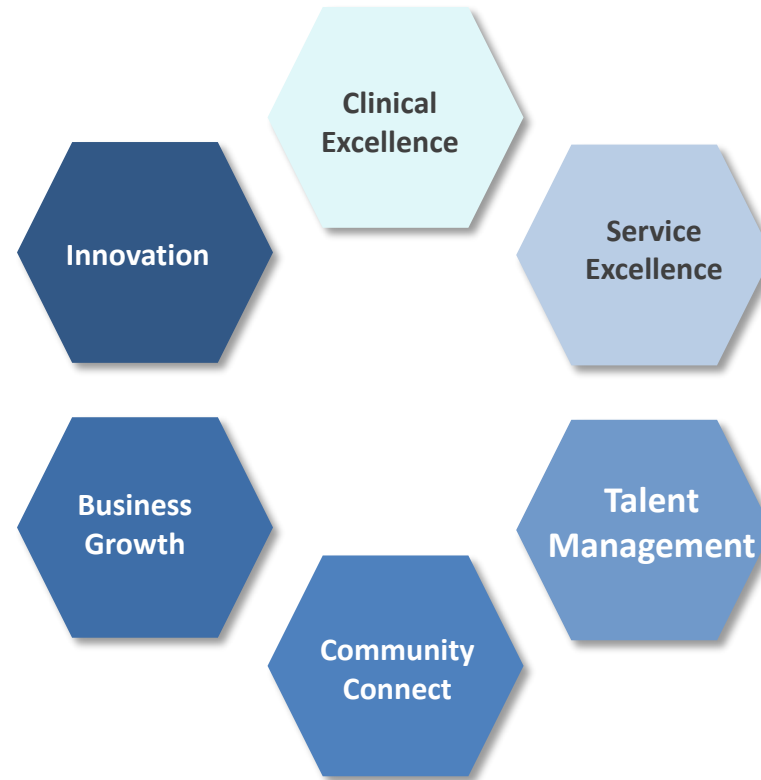 Clinical
Excellence
Service
Excellence
Talent
Management
Community
Connect
Business
Growth
Innovation